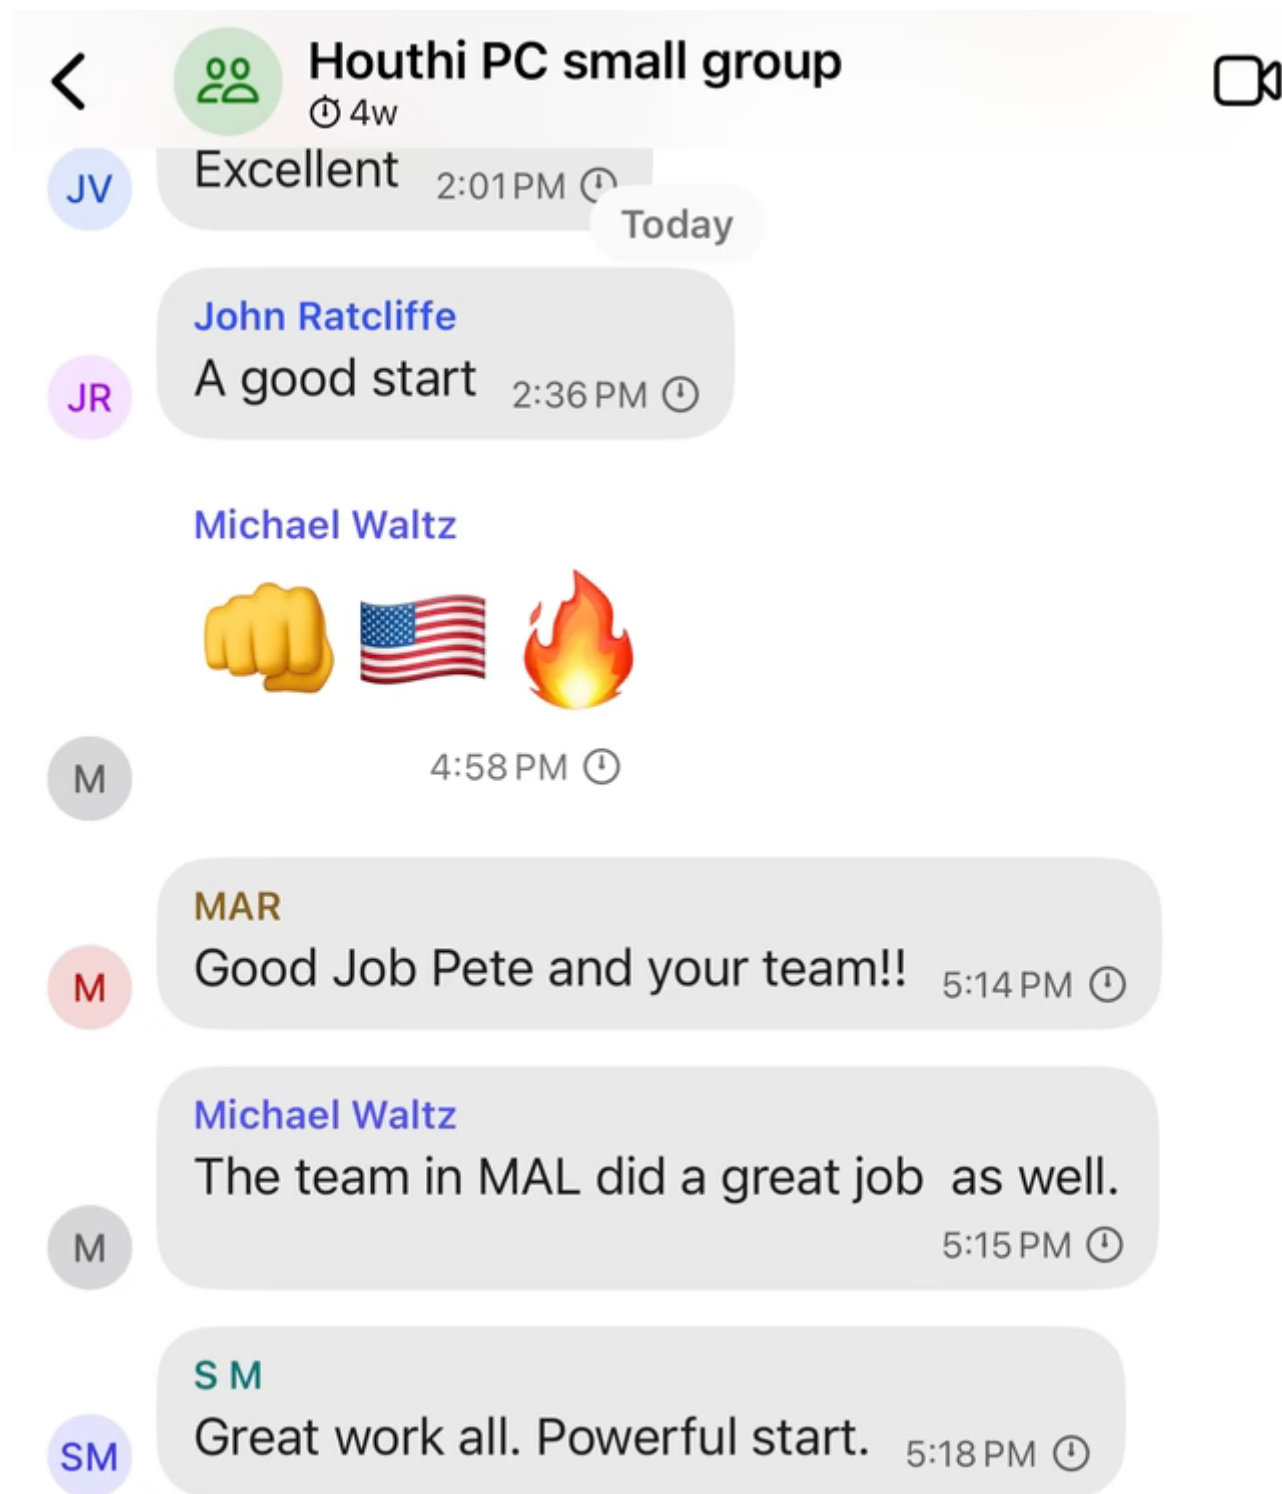 Houthi PC small group
4w
JV
Excellent 2:01 PM
Today
John Ratcliffe
A good start 2:36 PM
JR
Michael Waltz
👊🇺🇸🔥
4:58 PM
M
MAR
Good Job Pete and your team!! 5:14 PM
M
Michael Waltz
The team in MAL did a great job  as well.
5:15 PM
M
S M
Great work all. Powerful start. 5:18 PM
SM